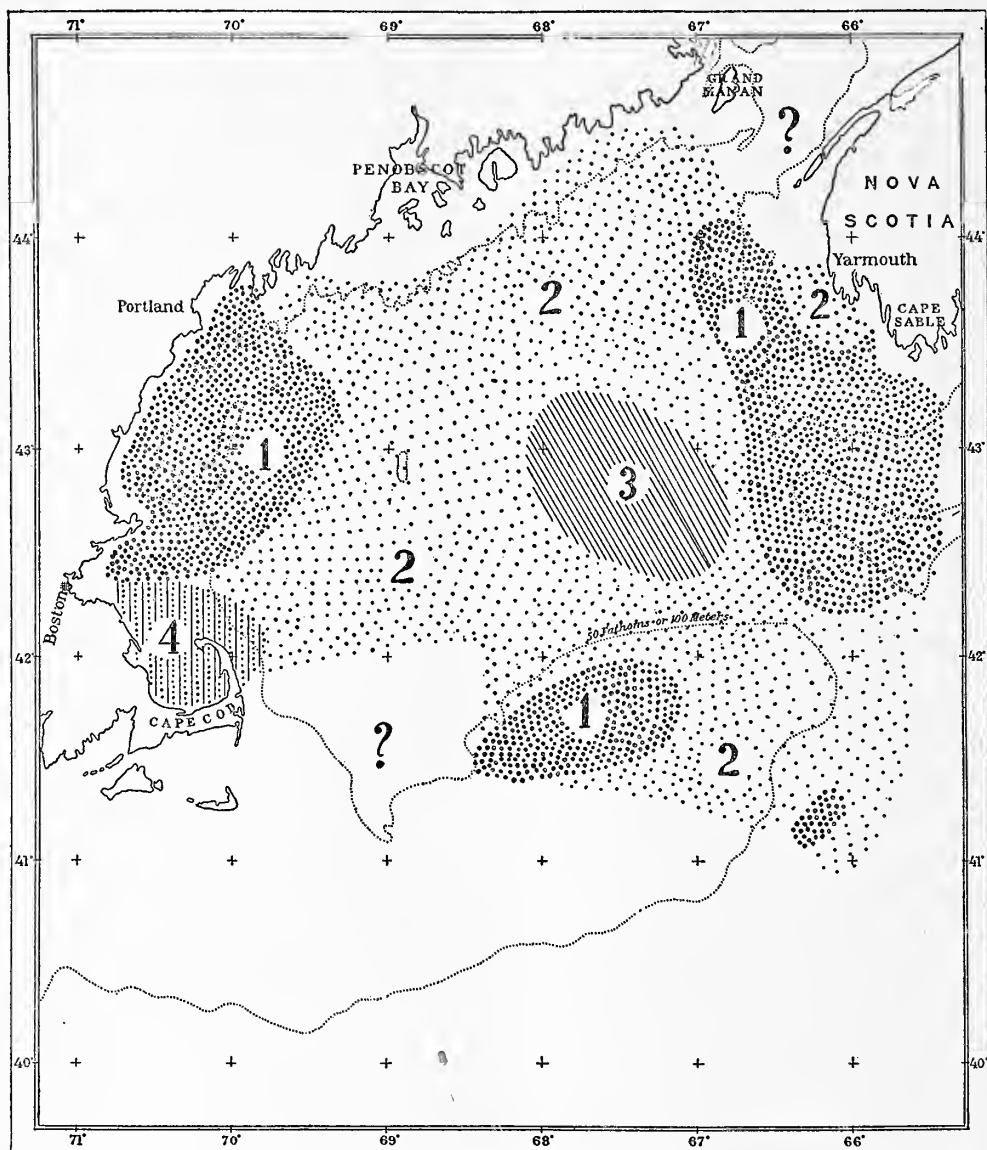 71° 70° 69° 68° 67° 66°
GRAND
MANAN
?
PENOBSCOT
BAY
NOVA
SCOTIA
44° 44°
Yarmouth
2
2
Portland
1
CAPE
SABLE
43° 1 43°
3
2
Boston
50 Fathoms or 100 Meters
4
42° 42°
CAPE COD
1
?
2
41° 41°
40° 40°
71° 70° 69° 68° 67° 66°